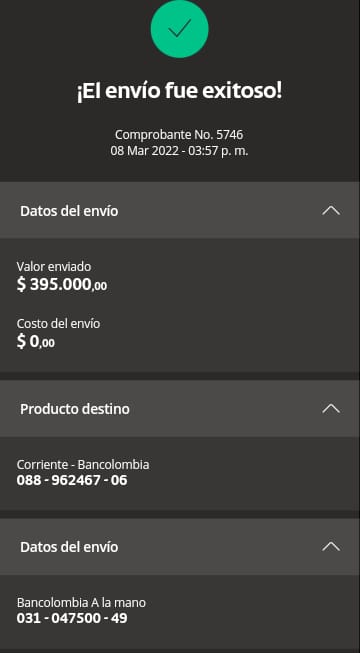 ¡El envío fue exitoso!
Comprobante No. 5746
08 Mar 2022 - 03:57 p. m.
Datos del envío
Valor enviado
$ 395.000,00
Costo del envío
$ 0,00
Producto destino
Corriente - Bancolombia
088 - 962467 - 06
Datos del envío
Bancolombia A la mano
031 - 047500 - 49